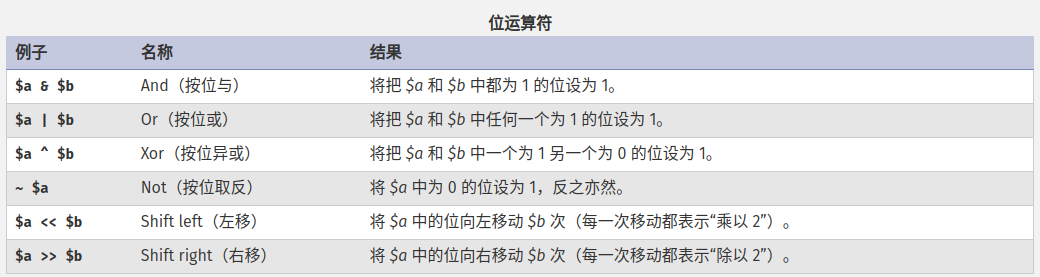 位运算符
例子 名称 结果
$a & $b And（按位与） 将把 $a 和 $b 中都为 1 的位设为 1。
$a | $b Or（按位或） 将把 $a 和 $b 中任何一个为 1 的位设为 1。
$a ^ $b Xor（按位异或） 将把 $a 和 $b 中一个为 1 另一个为 0 的位设为 1。
~ $a Not（按位取反） 将 $a 中为 0 的位设为 1，反之亦然。
$a << $b Shift left（左移） 将 $a 中的位向左移动 $b 次（每一次移动都表示“乘以 2”）。
$a >> $b Shift right（右移） 将 $a 中的位向右移动 $b 次（每一次移动都表示“除以 2”）。